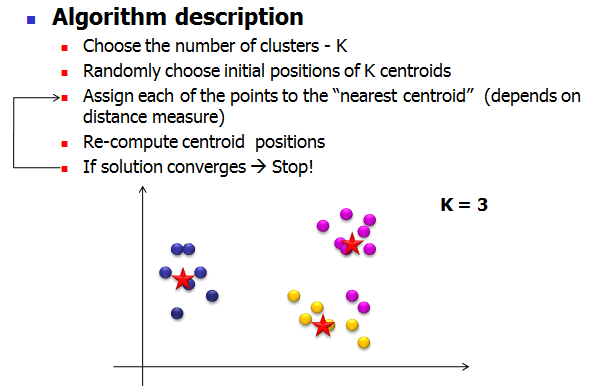 Algorithm description
Choose the number of clusters - K
Randomly choose initial positions of K centroids
Assign each of the points to the “nearest centroid”  (depends on
distance measure)
Re-compute centroid  positions
If solution converges → Stop!
K = 3